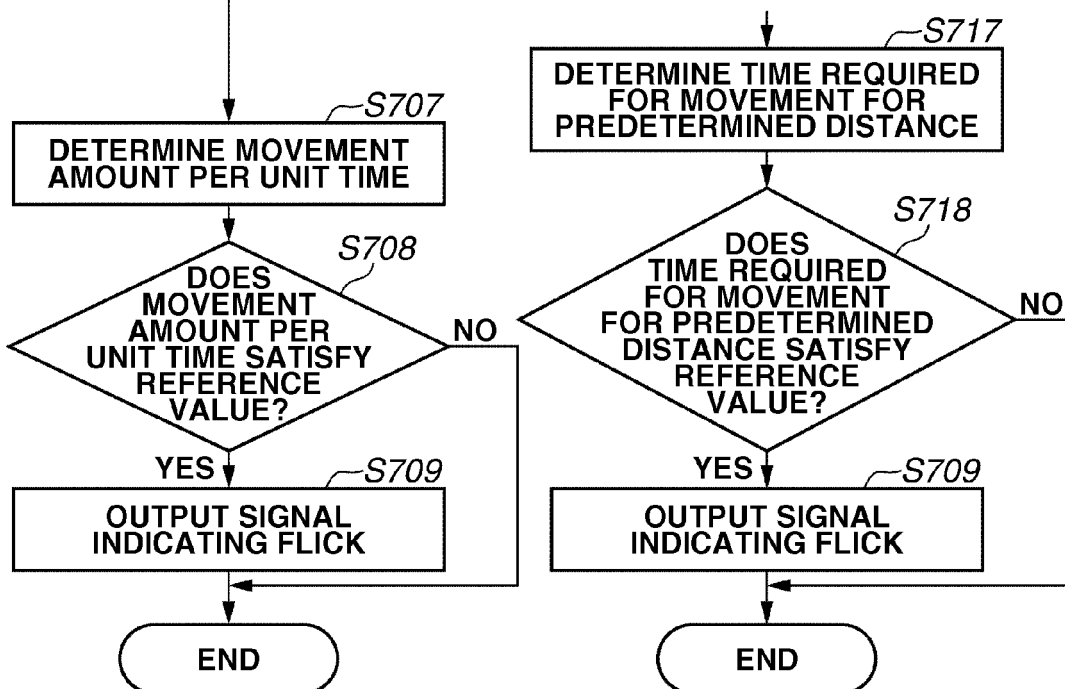 S707
DETERMINE MOVEMENT
AMOUNT PER UNIT TIME
S708
DOES
MOVEMENT
AMOUNT PER
UNIT TIME SATISFY
REFERENCE
VALUE?
NO
YES
S709
OUTPUT SIGNAL
INDICATING FLICK
END
S717
DETERMINE TIME REQUIRED
FOR MOVEMENT FOR
PREDETERMINED DISTANCE
S718
DOES
TIME REQUIRED
FOR MOVEMENT
FOR PREDETERMINED
DISTANCE SATISFY
REFERENCE
VALUE?
NO
YES
S709
OUTPUT SIGNAL
INDICATING FLICK
END